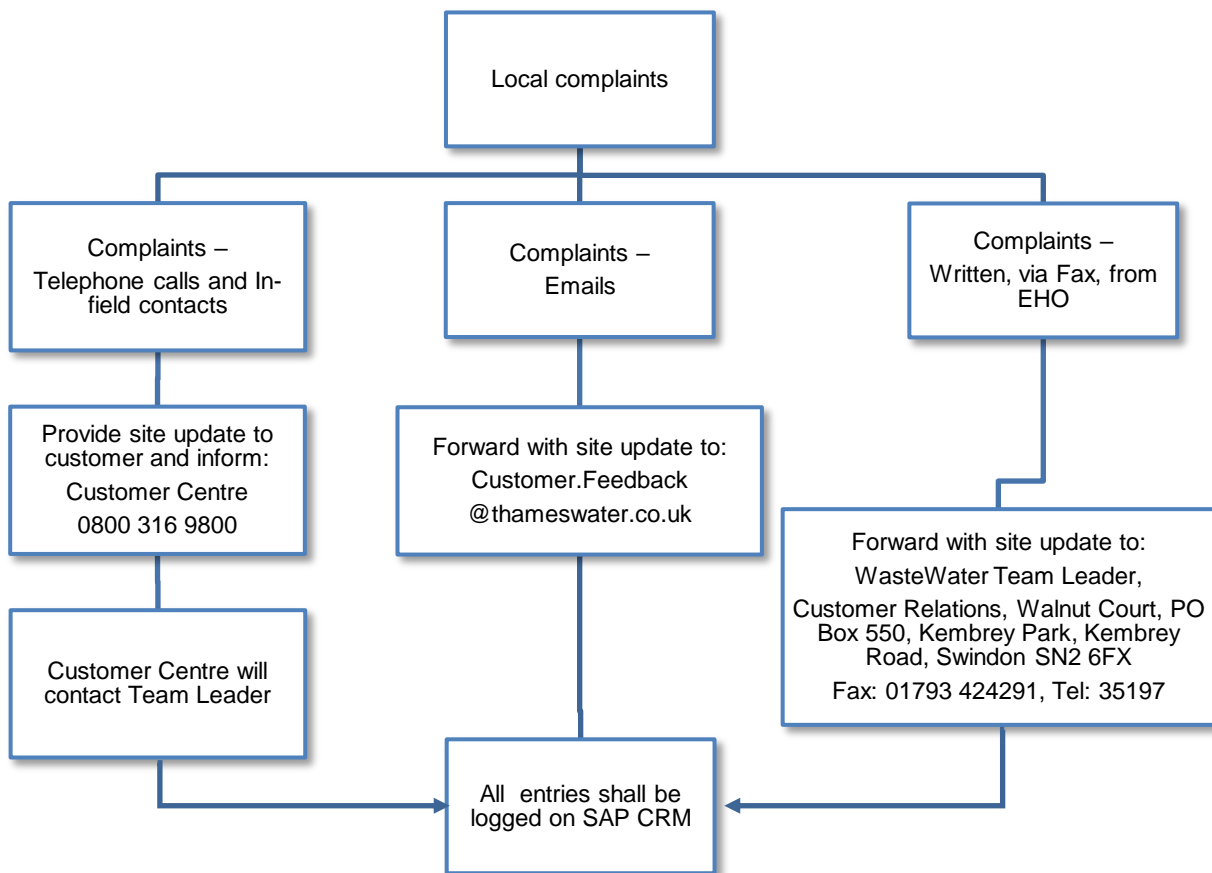 Local complaints
Complaints –
Telephone calls and In-
field contacts
Complaints –
Emails
Complaints –
Written, via Fax, from
EHO
Provide site update to
customer and inform:
Customer Centre
0800 316 9800
Forward with site update to:
Customer.Feedback
@thameswater.co.uk
Forward with site update to:
WasteWater Team Leader,
Customer Relations, Walnut Court, PO
Box 550, Kembrey Park, Kembrey
Road, Swindon SN2 6FX
Fax: 01793 424291, Tel: 35197
Customer Centre will
contact Team Leader
All entries shall be
logged on SAP CRM